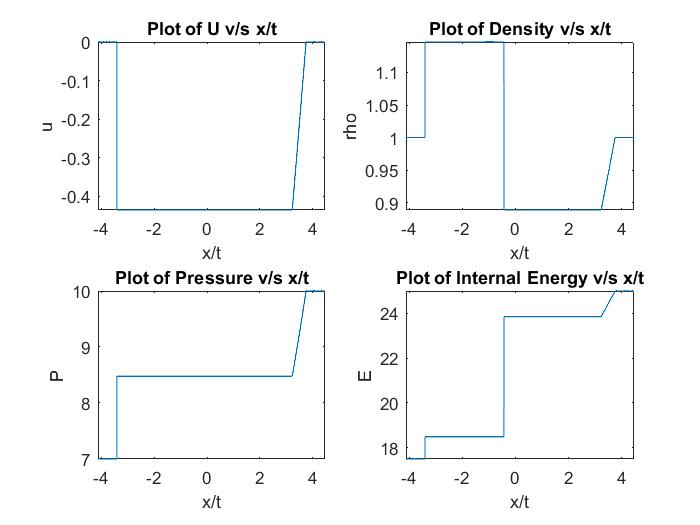 Plot of U v/s x/t
0
-0.1
-0.2
-0.3
-0.4
u
-4 -2 0 2 4
x/t
Plot of Density v/s x/t
1.1
1.05
1
0.95
0.9
rho
-4 -2 0 2 4
x/t
Plot of Pressure v/s x/t
10
9
8
7
P
-4 -2 0 2 4
x/t
Plot of Internal Energy v/s x/t
24
22
20
18
E
-4 -2 0 2 4
x/t